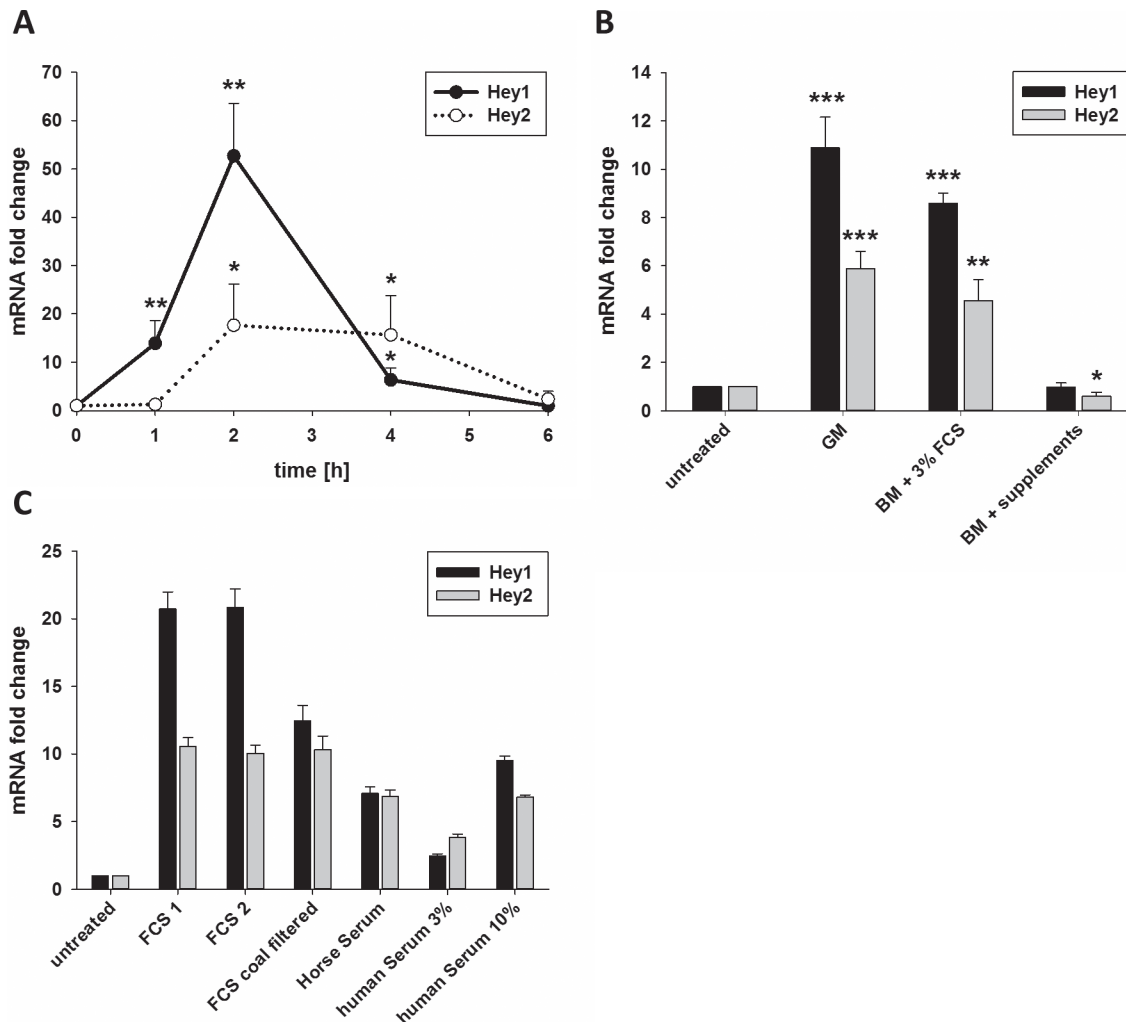 A
70
60
50
40
30
20
10
0
mRNA fold change
**
**
*
*
*
Hey1
Hey2
0 1 2 3 4 5 6
time [h]
B
14
12
10
8
6
4
2
0
mRNA fold change
***
***
***
**
*
Hey1
Hey2
untreated
GM
BM + 3% FCS
BM + supplements
C
25
20
15
10
5
0
mRNA fold change
Hey1
Hey2
untreated
FCS 1
FCS 2
FCS coal filtered
Horse Serum
human Serum 3%
human Serum 10%